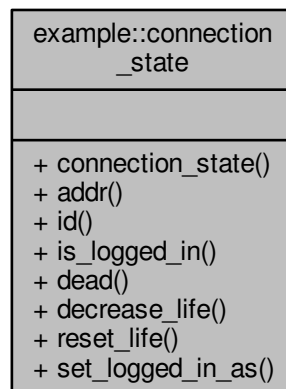 example::connection
_state
+ connection_state()
+ addr()
+ id()
+ is_logged_in()
+ dead()
+ decrease_life()
+ reset_life()
+ set_logged_in_as()